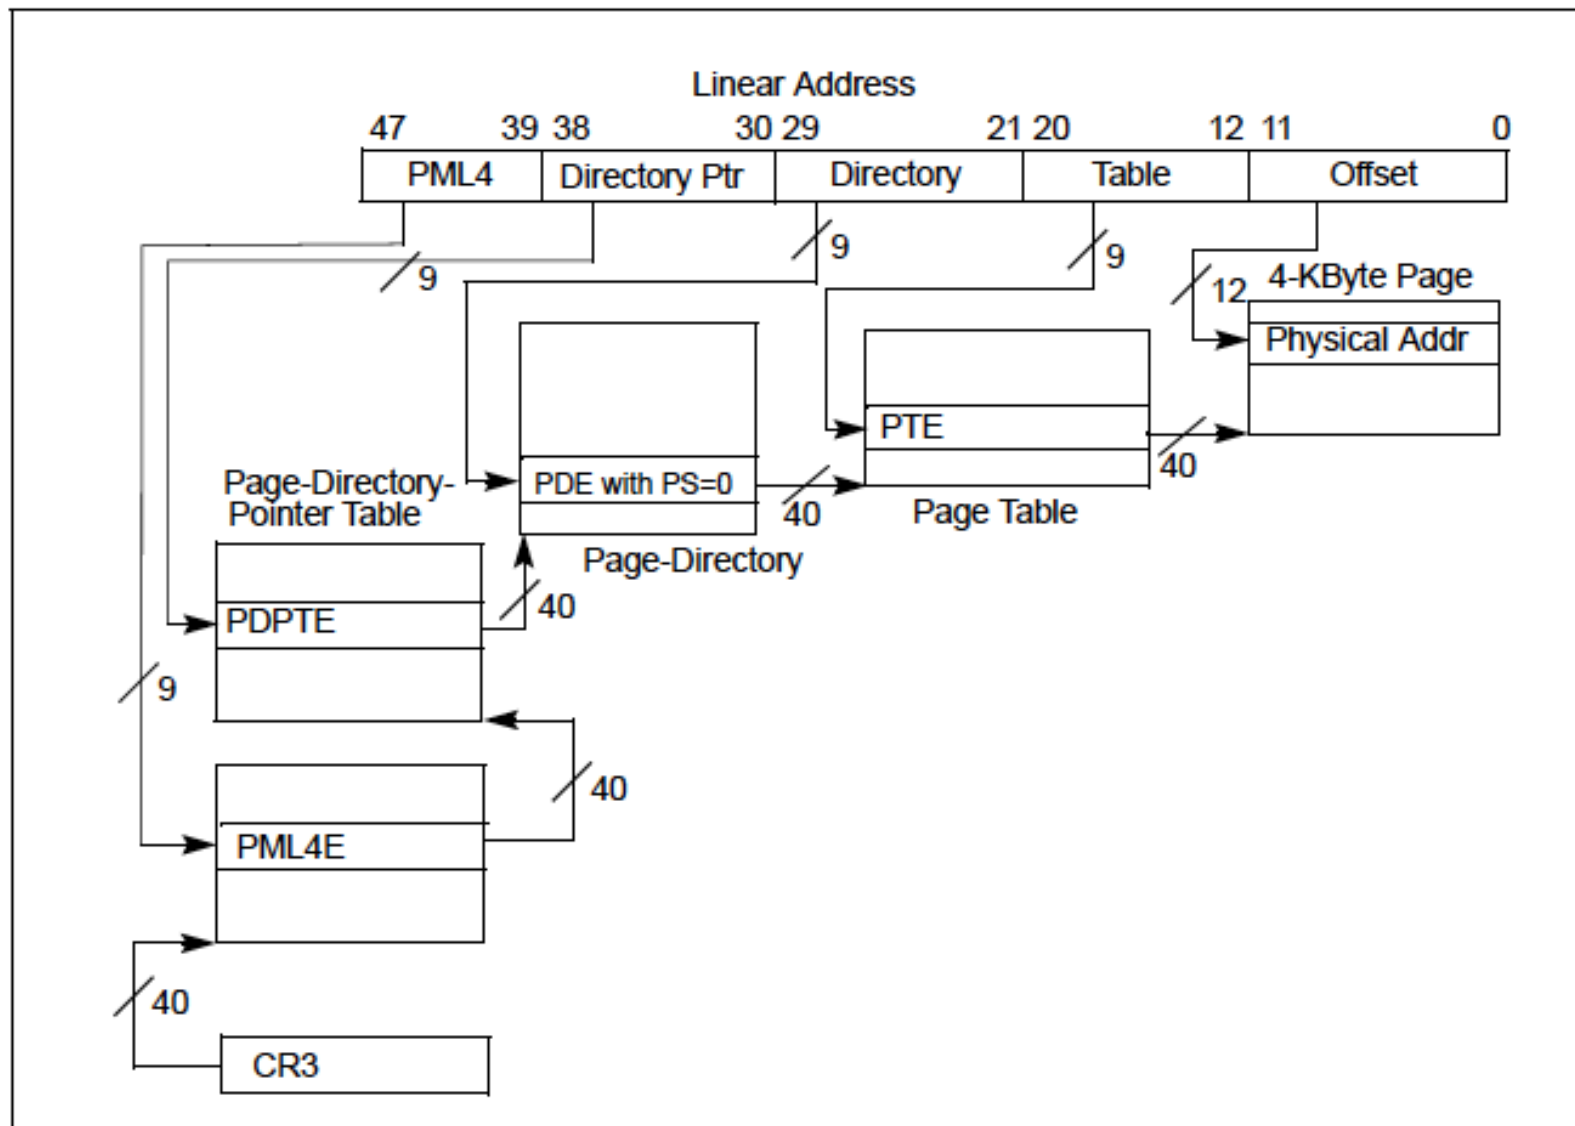 Linear Address
47 39 38 30 29 21 20 12 11 0
PML4 Directory Ptr Directory Table Offset
9 9 9 12
4-KByte Page
Physical Addr
PTE
40
Page-Directory-
Pointer Table
PDE with PS=0
40
Page Table
Page-Directory
40
PDPTE
9
40
PML4E
40
CR3